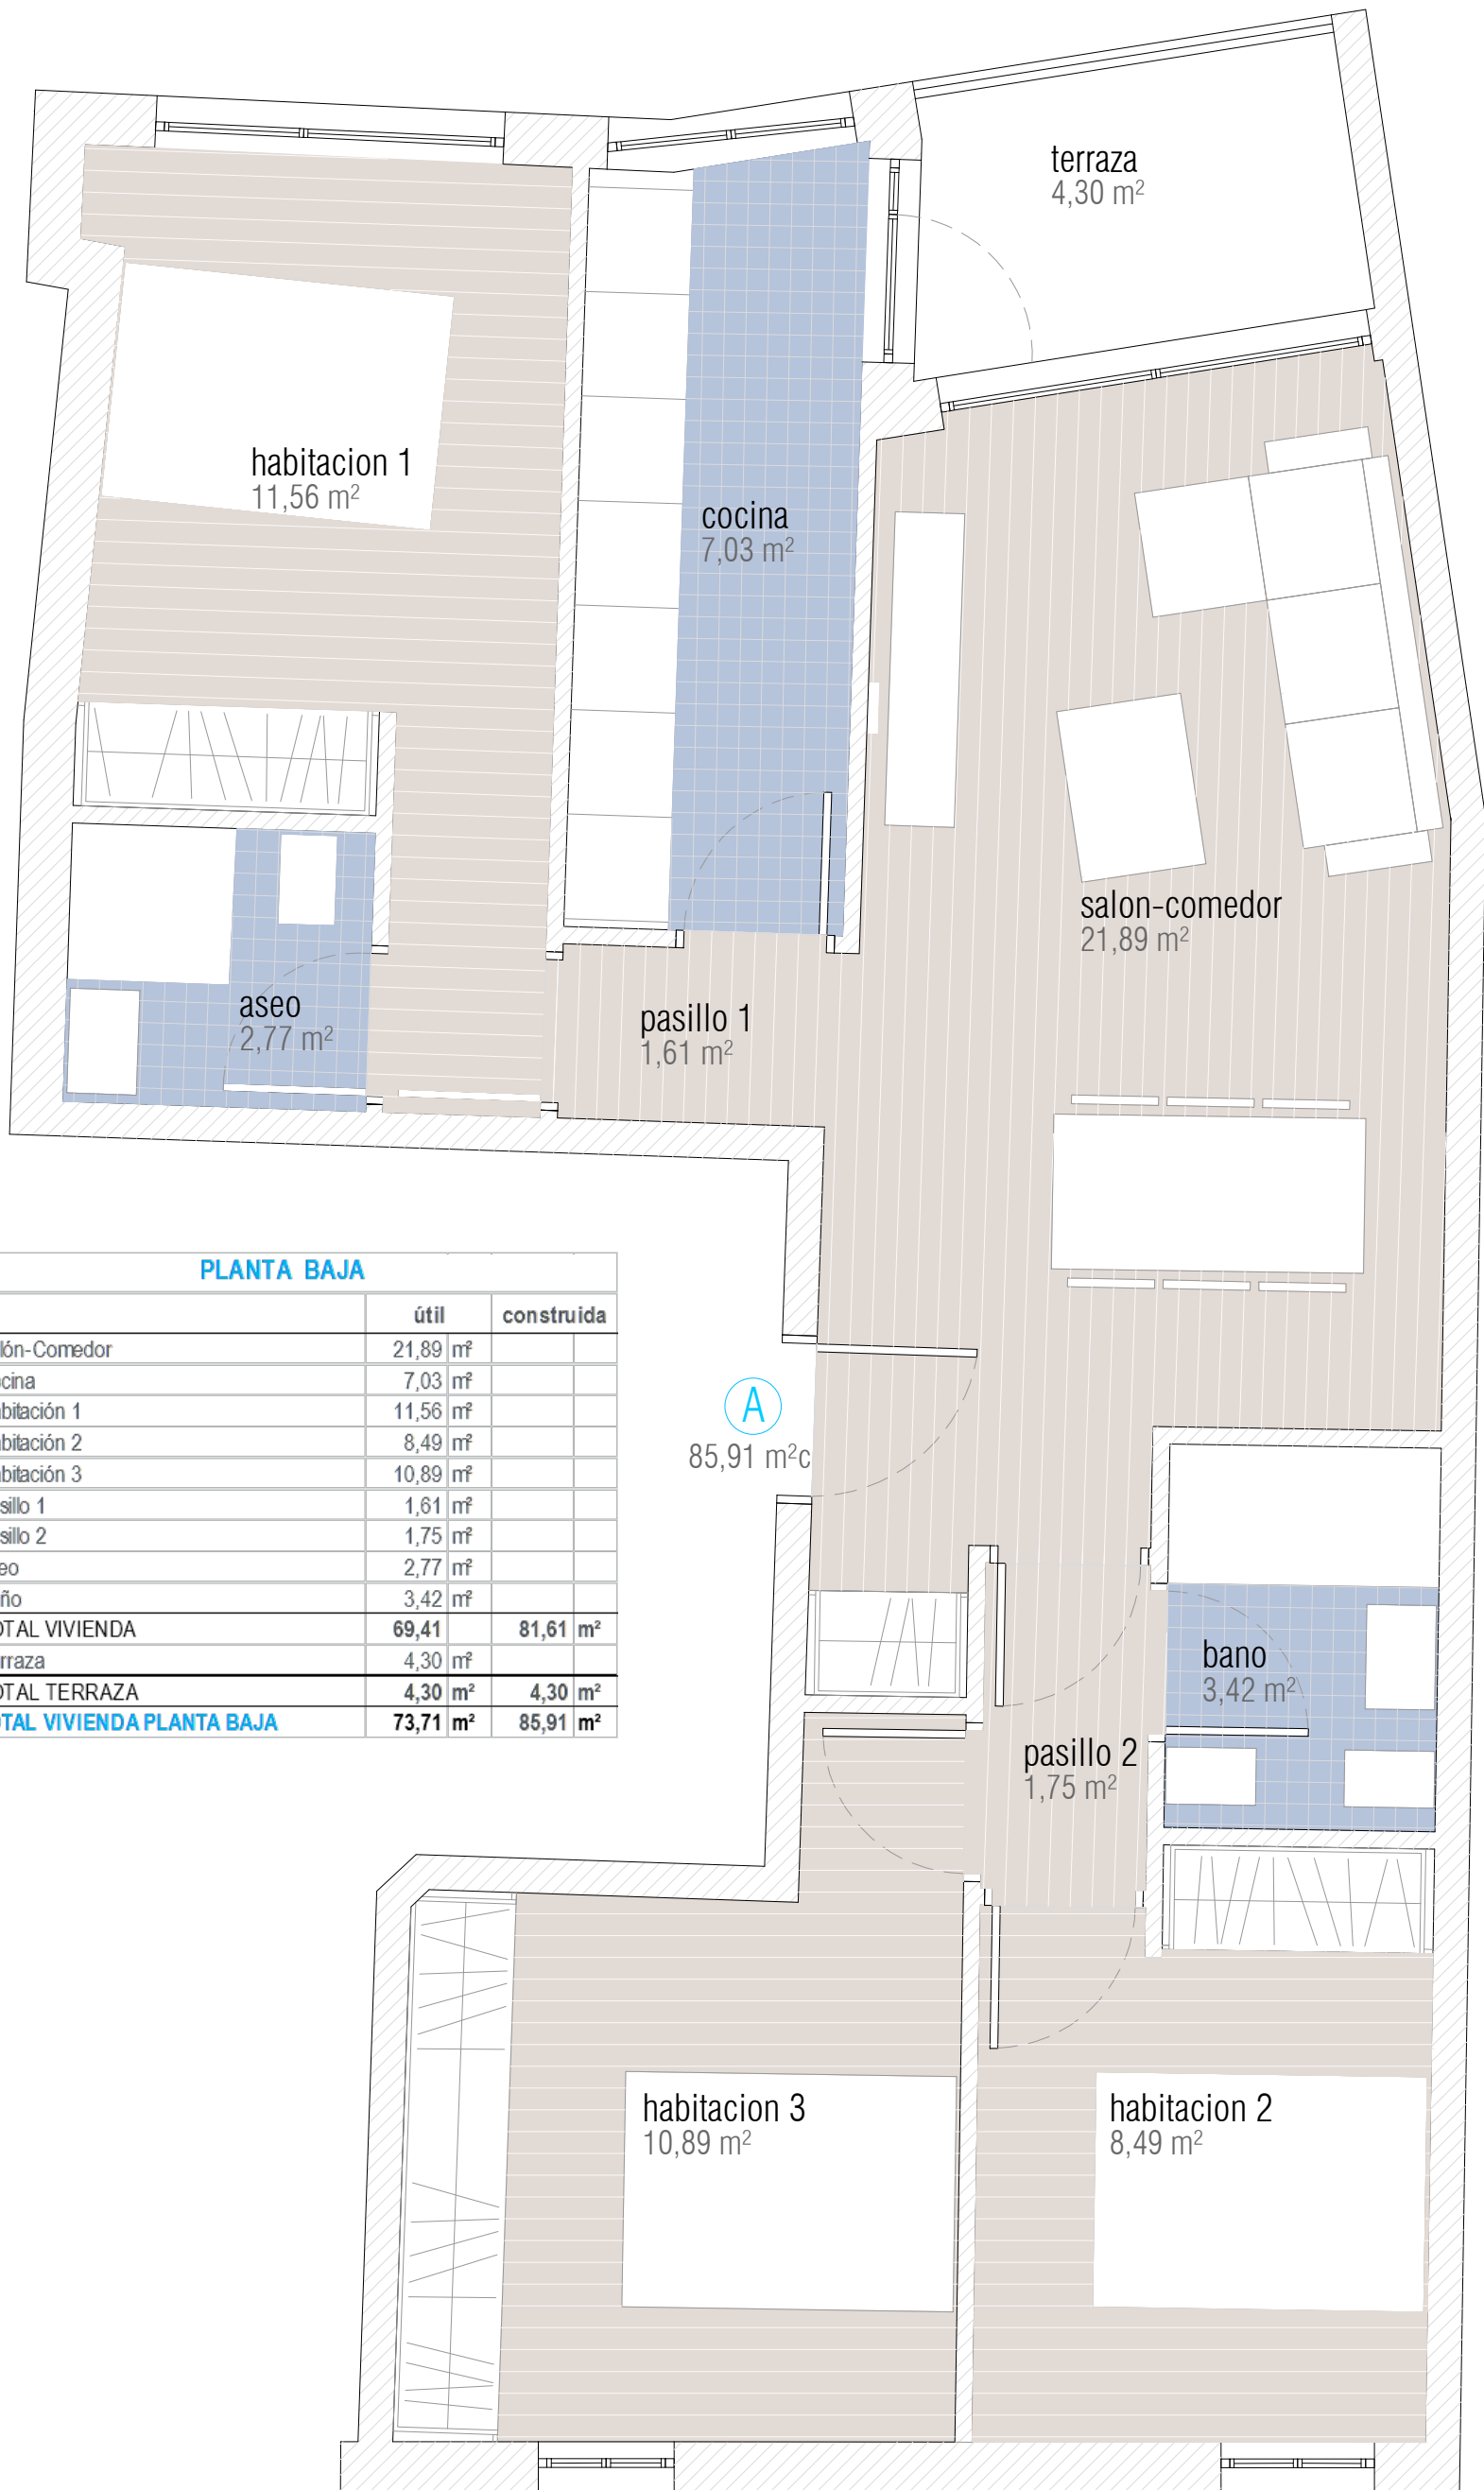 terraza
4,30 m²
habitacion 1
11,56 m²
cocina
7,03 m²
salon-comedor
21,89 m²
aseo
2,77 m²
pasillo 1
1,61 m²
PLANTA BAJA
útil construida
lón-Comedor 21,89 m²
cina 7,03 m²
bitación 1 11,56 m²
bitación 2 8,49 m²
bitación 3 10,89 m²
sillo 1 1,61 m²
sillo 2 1,75 m²
eo 2,77 m²
ño 3,42 m²
OTAL VIVIENDA 69,41 81,61 m²
rraza 4,30 m²
OTAL TERRAZA 4,30 m² 4,30 m²
OTAL VIVIENDA PLANTA BAJA 73,71 m² 85,91 m²
A
85,91 m²c
bano
3,42 m²
pasillo 2
1,75 m²
habitacion 3
10,89 m²
habitacion 2
8,49 m²